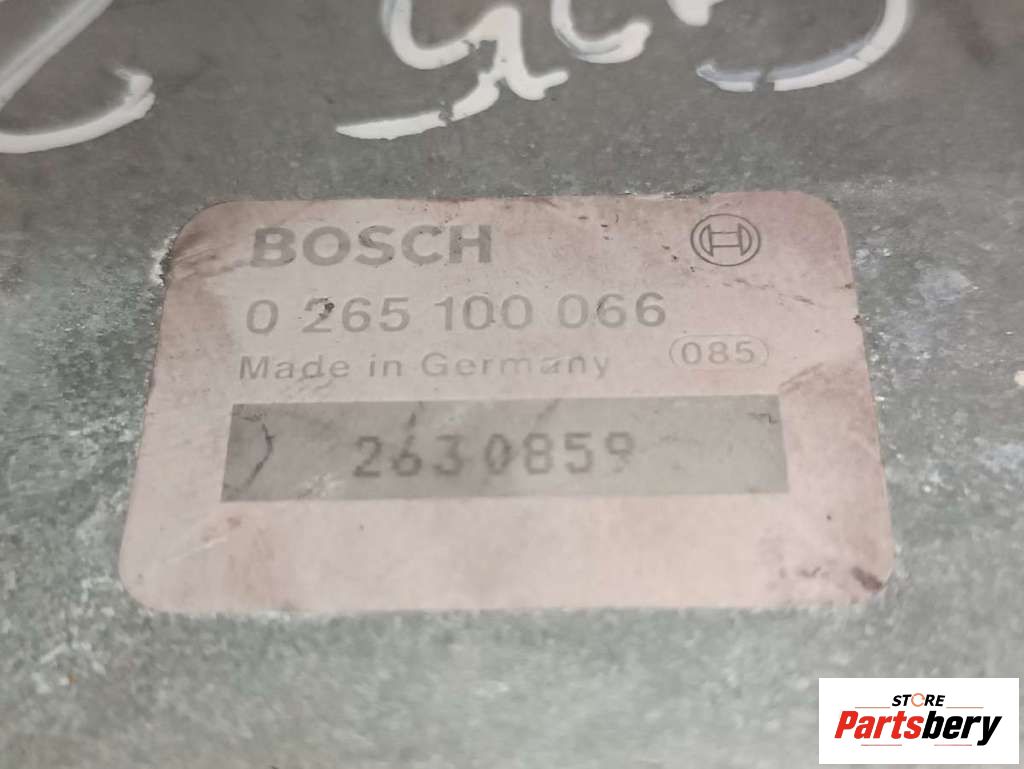 BOSCH
0 265 100 066
Made in Germany 085
2630859
STORE
Partsbery